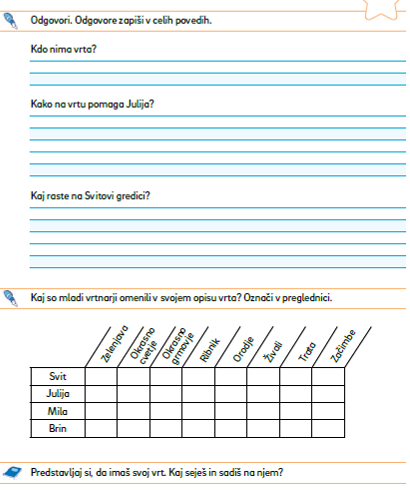 Odgovori. Odgovore zapiši v celih povedih.
Kdo nima vrta?
Kako na vrtu pomaga Julija?
Kaj raste na Svitovi gredici?
Kaj so mladi vrtnarji omenili v svojem opisu vrta? Označi v preglednici.
Zelenjava
Okrasno
cvetje
Okrasno
grmovje
Ribnik
Orodje
Živali
Trata
Začimbe
Svit
Julija
Mila
Brin
Predstavljaj si, da imaš svoj vrt. Kaj seješ in sadiš na njem?